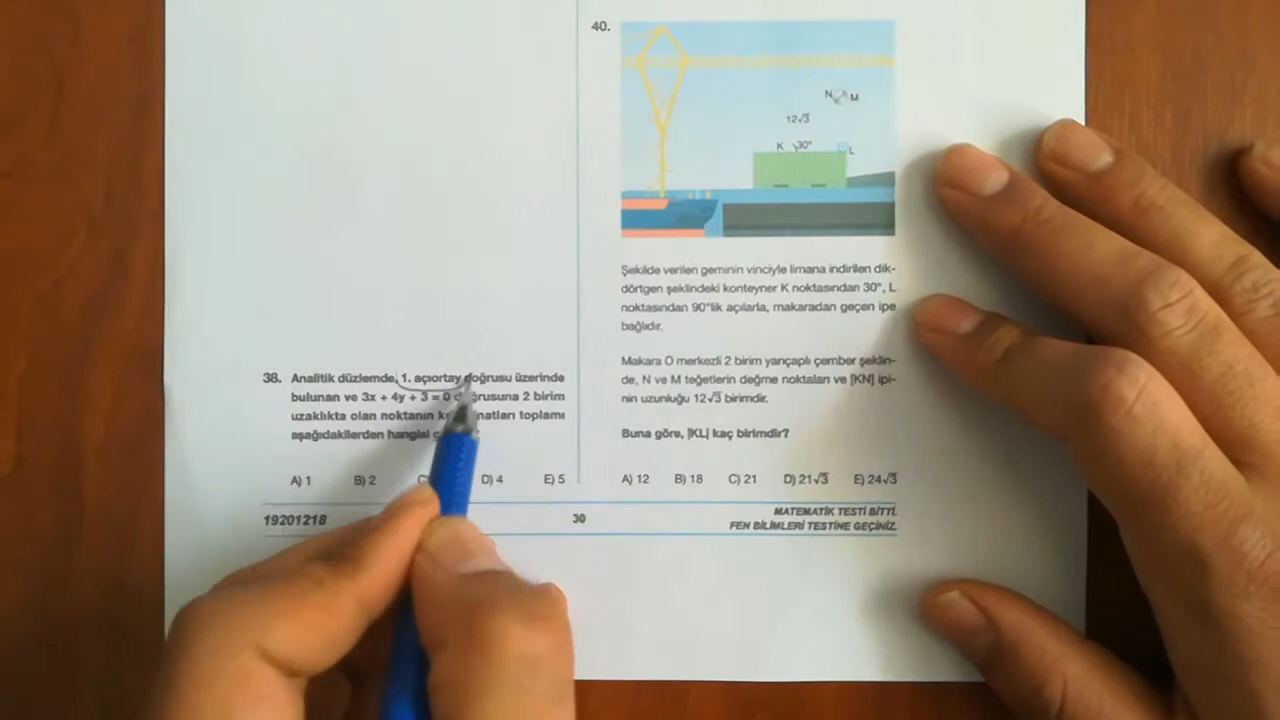 38. Analitik düzlemde, 1. açıortay doğrusu üzerinde
bulunan ve 3x + 4y + 3 = 0 doğrusuna 2 birim
uzaklıkta olan noktanın toplamı
aşağıdakilerden hangisi
A) 1 B) 2 D) 4 E) 5
19201218
30
40.
N M
12√3
K 30° L
Şekilde verilen geminin vinciyle limana indirilen dik-
dörtgen şeklindeki konteyner K noktasından 30°, L
noktasından 90°lik açılarla, makaradan geçen ipe
bağlıdır.
Makara O merkezli 2 birim yarıçaplı çember şeklin-
de, N ve M teğetlerin değme noktaları ve [KN] ipi-
nin uzunluğu 12√3 birimdir.
Buna göre, |KL| kaç birimdir?
A) 12 B) 18 C) 21 D) 21√3 E) 24√3
MATEMATİK TESTİ BİTTİ.
FEN BİLİMLERİ TESTİNE GEÇİNİZ.